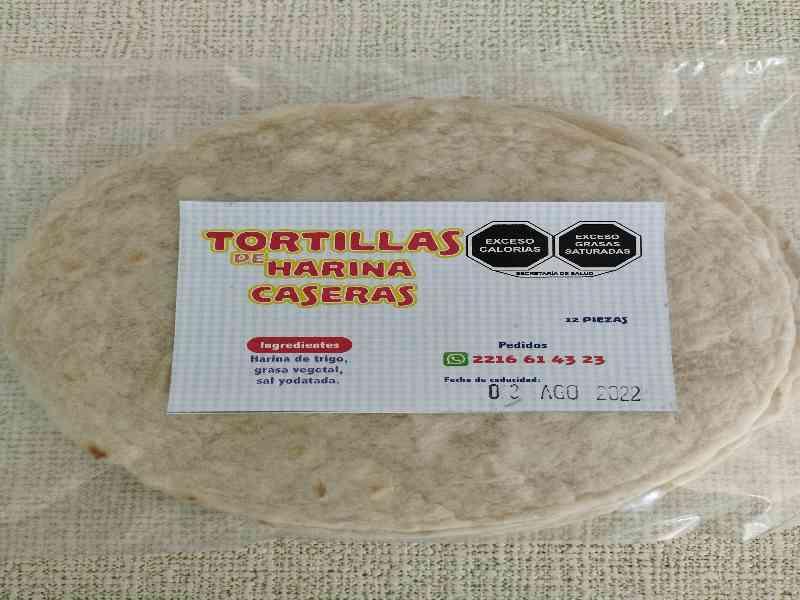 TORTILLAS
DE HARINA
CASERAS
EXCESO
CALORÍAS
EXCESO
GRASAS
SATURADAS
SECRETARÍA DE SALUD
12 PIEZAS
Ingredientes
Harina de trigo,
grasa vegetal,
sal yodatada.
Pedidos
2216 61 43 23
Fecha de caducidad:
AGO 2022